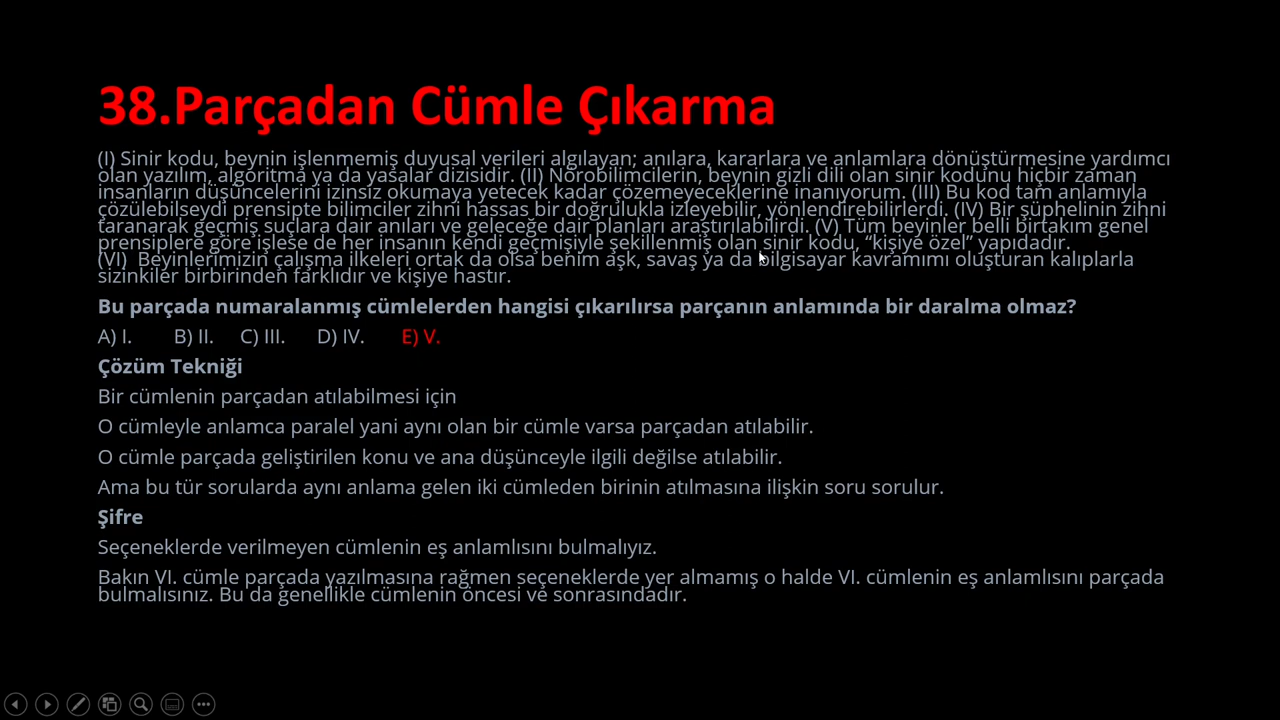 38.Parçadan Cümle Çıkarma
(I) Sinir kodu, beynin işlenmemiş duyusal verileri algılayan; anılara, kararlara ve anlamlara dönüştürmesine yardımcı
olan yazılım, algoritma ya da yasalar dizisidir. (II) Nörobilimcilerin, beynin gizli dili olan sinir kodunu hiçbir zaman
insanların düşüncelerini izinsiz okumaya yetecek kadar çözemeyeceklerine inanıyorum. (III) Bu kod tam anlamıyla
çözülebilseydi prensipte bilimciler zihni hassas bir doğrulukla izleyebilir, yönlendirebilirlerdi. (IV) Bir şüphelinin zihni
taranarak geçmiş suçlara dair anıları ve geleceğe dair planları araştırılabilirdi. (V) Tüm beyinler belli birtakım genel
prensiplere göre işlese de her insanın kendi geçmişiyle şekillenmiş olan sinir kodu, “kişiye özel” yapıdadır.
(VI) Beyinlerimizin çalışma ilkeleri ortak da olsa benim aşk, savaş ya da bilgisayar kavramımı oluşturan kalıplarla
sizinkiler birbirinden farklıdır ve kişiye hastır.
Bu parçada numaralanmış cümlelerden hangisi çıkarılırsa parçanın anlamında bir daralma olmaz?
A) I. B) II. C) III. D) IV. E) V.
Çözüm Tekniği
Bir cümlenin parçadan atılabilmesi için
O cümleyle anlamca paralel yani aynı olan bir cümle varsa parçadan atılabilir.
O cümle parçada geliştirilen konu ve ana düşünceyle ilgili değilse atılabilir.
Ama bu tür sorularda aynı anlama gelen iki cümleden birinin atılmasına ilişkin soru sorulur.
Şifre
Seçeneklerde verilmeyen cümlenin eş anlamlısını bulmalıyız.
Bakın VI. cümle parçada yazılmasına rağmen seçeneklerde yer almamış o halde VI. cümlenin eş anlamlısını parçada
bulmalısınız. Bu da genellikle cümlenin öncesi ve sonrasındadır.